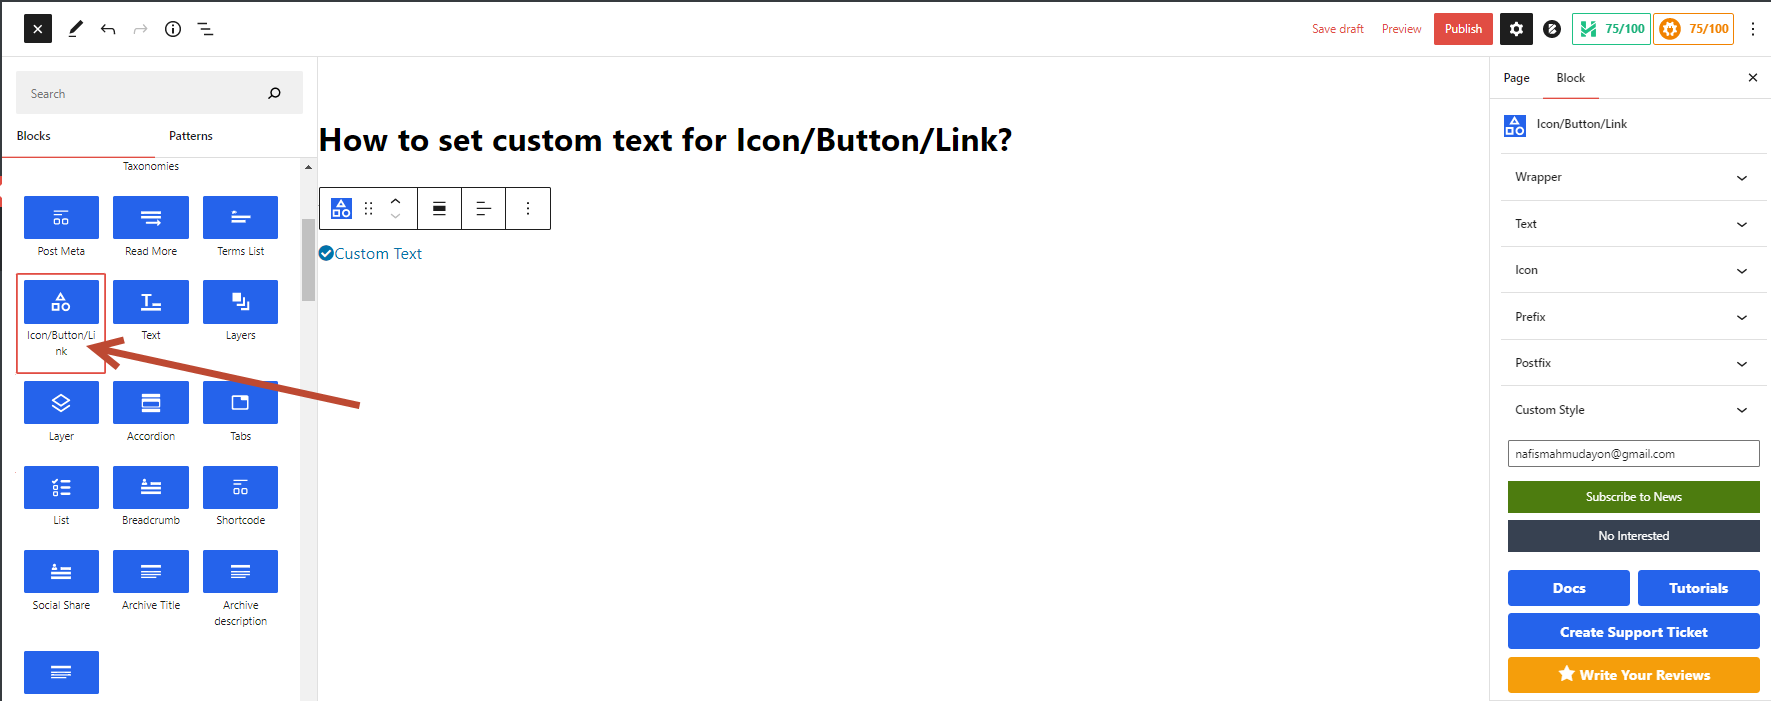 Save draft
Preview
Publish
75/100
75/100
Search
Blocks
Patterns
Taxonomies
Post Meta
Read More
Terms List
Icon/Button/Li
nk
Text
Layers
Layer
Accordion
Tabs
List
Breadcrumb
Shortcode
Social Share
Archive Title
Archive
description
How to set custom text for Icon/Button/Link?
Custom Text
Page
Block
Icon/Button/Link
Wrapper
Text
Icon
Prefix
Postfix
Custom Style
nafismahmudayon@gmail.com
Subscribe to News
No Interested
Docs
Tutorials
Create Support Ticket
Write Your Reviews